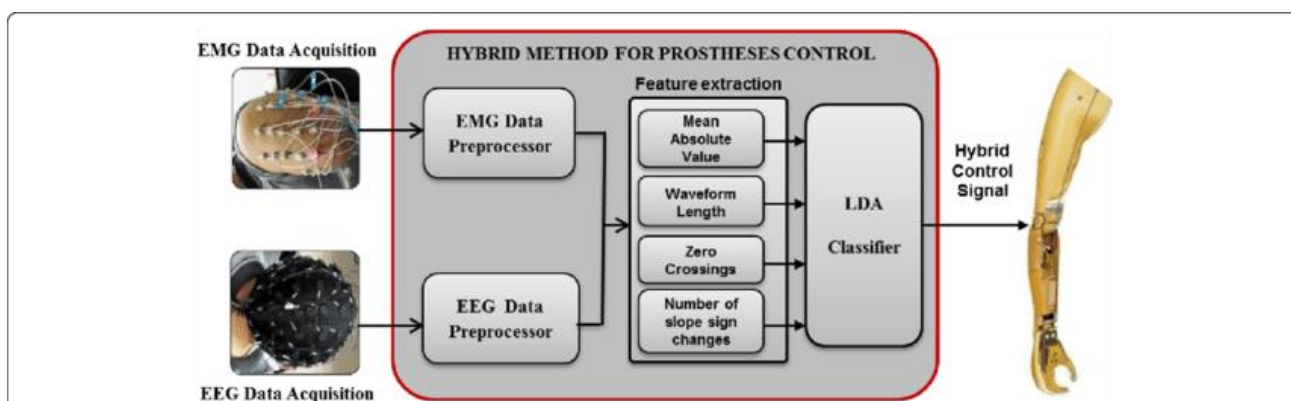 EMG Data Acquisition
HYBRID METHOD FOR PROSTHESES CONTROL
Feature extraction
EMG Data
Preprocessor
Mean
Absolute
Value
Waveform
Length
Zero
Crossings
Number of
slope sign
changes
EEG Data
Preprocessor
LDA
Classifier
Hybrid
Control
Signal
EEG Data Acquisition